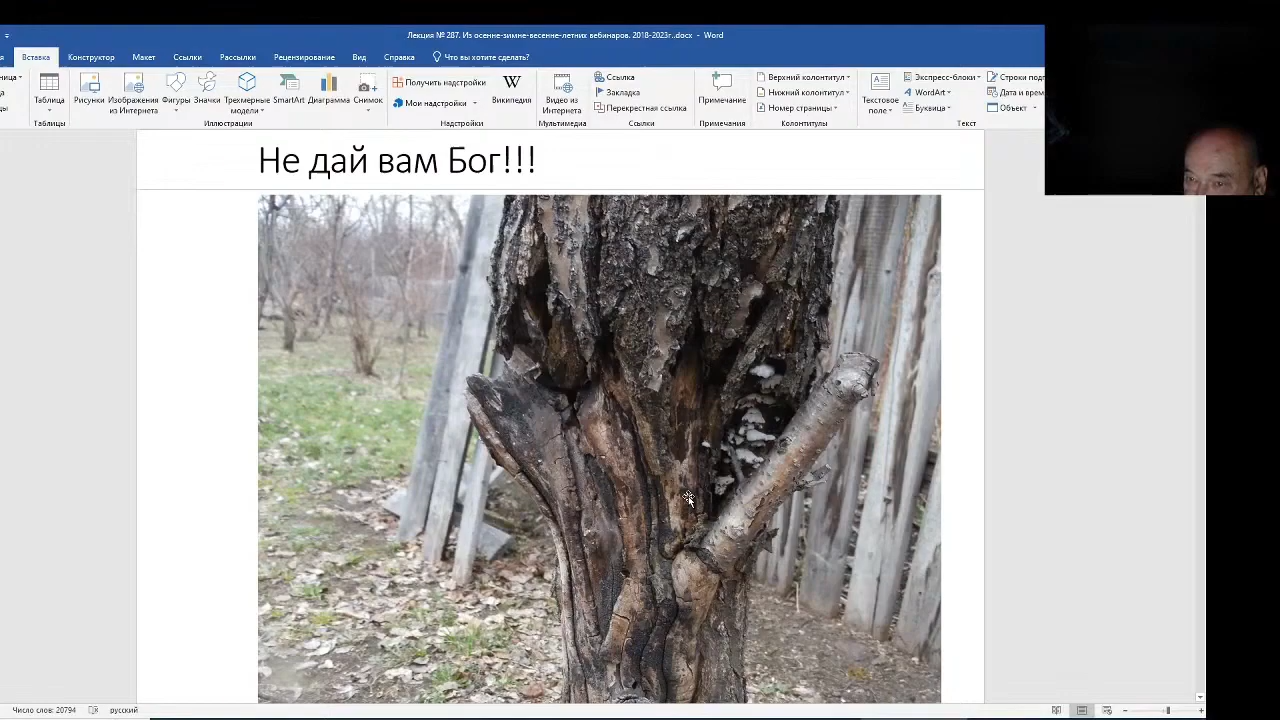 Лекция № 287. Из осенне-зимне-весенне-летних вебинаров. 2018-2023г..docx - Word
Вставка Конструктор Макет Ссылки Рассылки Рецензирование Вид Справка Что вы хотите сделать?
Таблица
Таблицы
Рисунки
Изображения из Интернета
Фигуры
Значки
Трехмерные модели
SmartArt
Диаграмма
Снимок
Иллюстрации
Получить надстройки
Мои надстройки
W
Википедия
Надстройки
Видео из Интернета
Мультимедиа
Ссылка
Закладка
Перекрестная ссылка
Ссылки
Примечание
Примечания
Верхний колонтитул
Нижний колонтитул
Номер страницы
Колонтитулы
Текстовое поле
Экспресс-блоки
WordArt
Буквица
Объект
Текст
Не дай вам Бог!!!
Число слов: 20794 русский